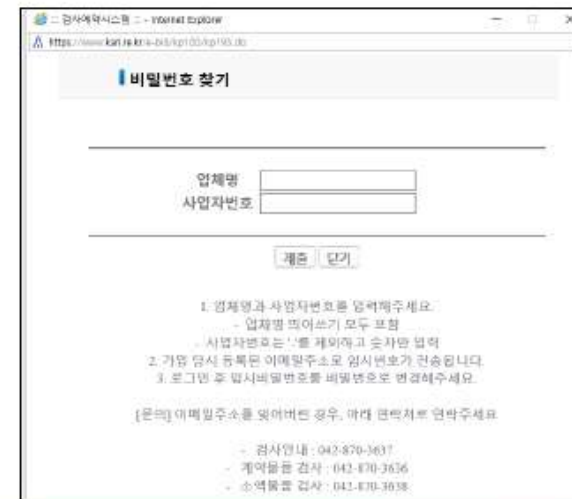 :: 검사예약시스템 :: - Internet Explorer
https://www.kari.re.kr
비밀번호 찾기
업체명
사업자번호
제출 닫기
1. 업체명과 사업자번호를 입력해주세요.
- 업체명 띄어쓰기 모두 포함
- 사업자번호는 '-'를 제외하고 숫자만 입력
2. 가입 당시 등록된 이메일주소로 임시번호가 전송됩니다.
3. 로그인 후 임시비밀번호를 비밀번호로 변경해주세요.
[문의] 이메일주소를 잊어버린 경우, 아래 연락처로 연락주세요
- 검사안내 : 042-870-3637
- 계약물품 검사 : 042-870-3636
- 소액물품 검사 : 042-870-3638